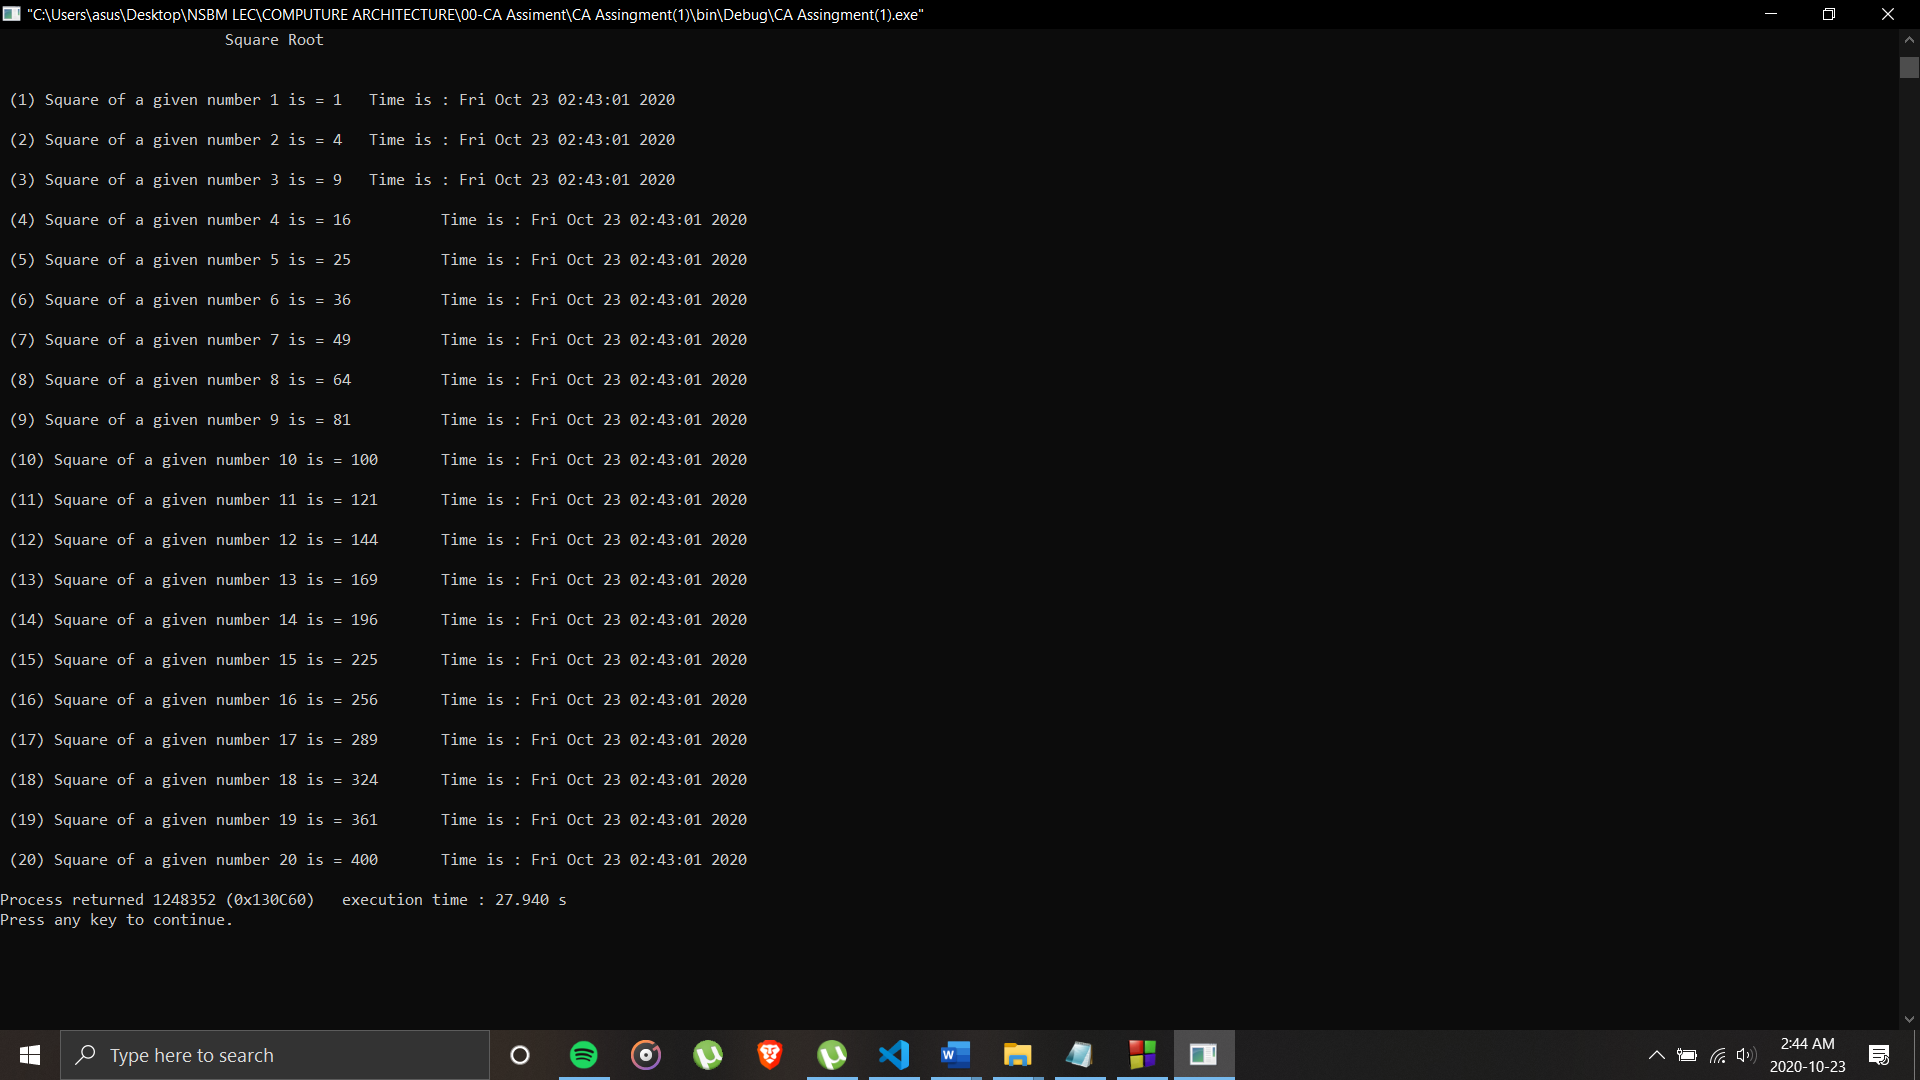 "C:\Users\asus\Desktop\NSBM LEC\COMPUTURE ARCHITECTURE\00-CA Assiment\CA Assingment(1)\bin\Debug\CA Assingment(1).exe"
Square Root
(1) Square of a given number 1 is = 1 Time is : Fri Oct 23 02:43:01 2020
(2) Square of a given number 2 is = 4 Time is : Fri Oct 23 02:43:01 2020
(3) Square of a given number 3 is = 9 Time is : Fri Oct 23 02:43:01 2020
(4) Square of a given number 4 is = 16 Time is : Fri Oct 23 02:43:01 2020
(5) Square of a given number 5 is = 25 Time is : Fri Oct 23 02:43:01 2020
(6) Square of a given number 6 is = 36 Time is : Fri Oct 23 02:43:01 2020
(7) Square of a given number 7 is = 49 Time is : Fri Oct 23 02:43:01 2020
(8) Square of a given number 8 is = 64 Time is : Fri Oct 23 02:43:01 2020
(9) Square of a given number 9 is = 81 Time is : Fri Oct 23 02:43:01 2020
(10) Square of a given number 10 is = 100 Time is : Fri Oct 23 02:43:01 2020
(11) Square of a given number 11 is = 121 Time is : Fri Oct 23 02:43:01 2020
(12) Square of a given number 12 is = 144 Time is : Fri Oct 23 02:43:01 2020
(13) Square of a given number 13 is = 169 Time is : Fri Oct 23 02:43:01 2020
(14) Square of a given number 14 is = 196 Time is : Fri Oct 23 02:43:01 2020
(15) Square of a given number 15 is = 225 Time is : Fri Oct 23 02:43:01 2020
(16) Square of a given number 16 is = 256 Time is : Fri Oct 23 02:43:01 2020
(17) Square of a given number 17 is = 289 Time is : Fri Oct 23 02:43:01 2020
(18) Square of a given number 18 is = 324 Time is : Fri Oct 23 02:43:01 2020
(19) Square of a given number 19 is = 361 Time is : Fri Oct 23 02:43:01 2020
(20) Square of a given number 20 is = 400 Time is : Fri Oct 23 02:43:01 2020
Process returned 1248352 (0x130C60) execution time : 27.940 s
Press any key to continue.
Type here to search
2:44 AM
2020-10-23